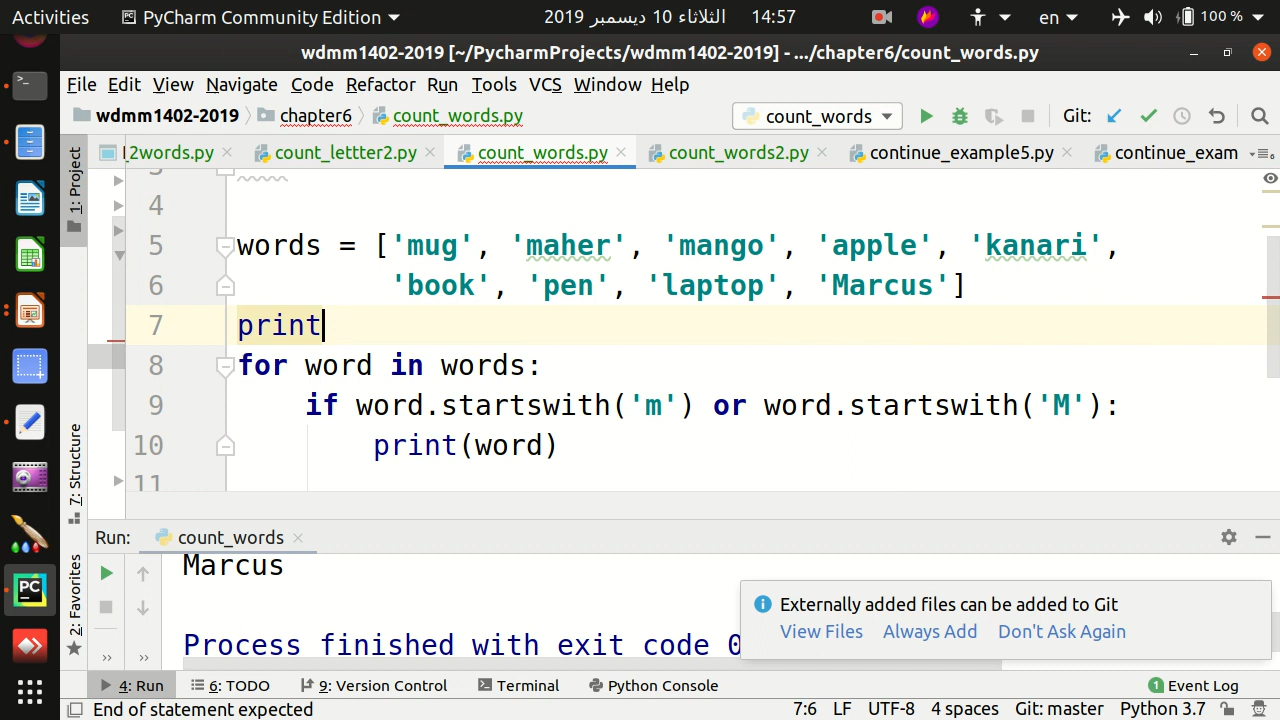 Activities PyCharm Community Edition 14:57 2019 الثلاثاء 10 ديسمبر en 100 %
wdmm1402-2019 [~/PycharmProjects/wdmm1402-2019] - .../chapter6/count_words.py
File Edit View Navigate Code Refactor Run Tools VCS Window Help
wdmm1402-2019 chapter6 count_words.py count_words Git:
2words.py count_lettter2.py count_words.py count_words2.py continue_example5.py continue_exam
1: Project
7: Structure
2: Favorites
3
4
5 words = ['mug', 'maher', 'mango', 'apple', 'kanari',
6 'book', 'pen', 'laptop', 'Marcus']
7 print
8 for word in words:
9 if word.startswith('m') or word.startswith('M'):
10 print(word)
11
Run: count_words
Marcus
Process finished with exit code 0
Externally added files can be added to Git
View Files Always Add Don't Ask Again
4: Run 6: TODO 9: Version Control Terminal Python Console 1 Event Log
End of statement expected 7:6 LF UTF-8 4 spaces Git: master Python 3.7